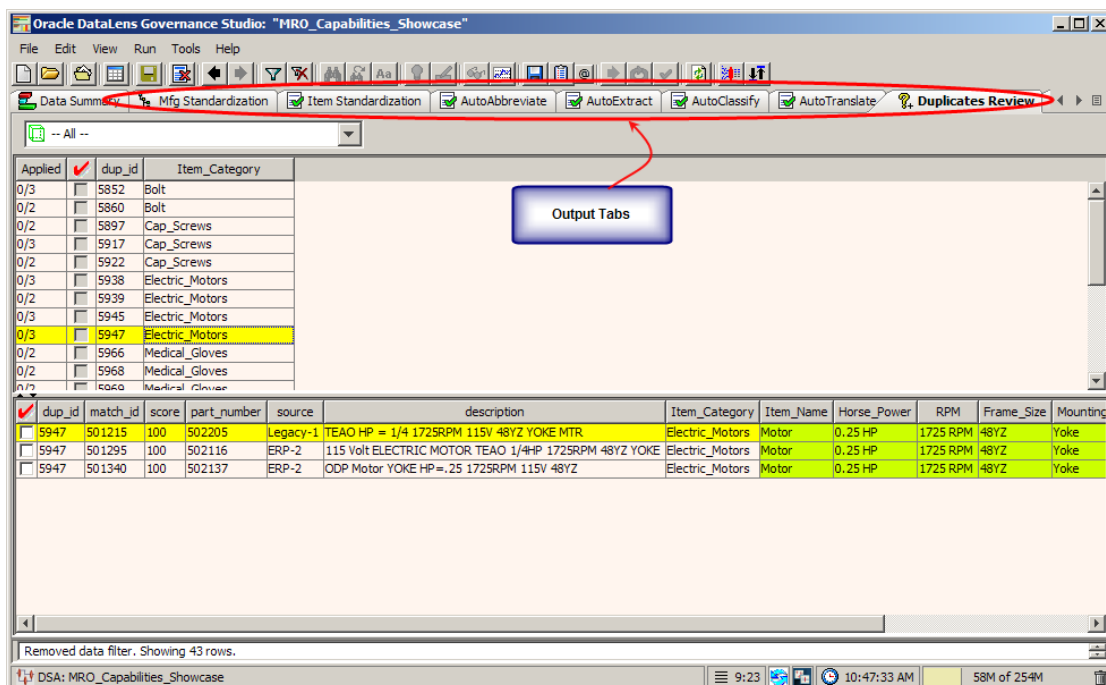 Oracle DataLens Governance Studio: "MRO_Capabilities_Showcase"
File Edit View Run Tools Help
Aa @
Data Summary Mfg Standardization Item Standardization AutoAbbreviate AutoExtract AutoClassify AutoTranslate Duplicates Review
-- All --
Output Tabs
Applied dup_id Item_Category
0/3 5852 Bolt
0/2 5860 Bolt
0/2 5897 Cap_Screws
0/3 5917 Cap_Screws
0/2 5922 Cap_Screws
0/3 5938 Electric_Motors
0/2 5939 Electric_Motors
0/3 5945 Electric_Motors
0/3 5947 Electric_Motors
0/2 5966 Medical_Gloves
0/2 5968 Medical_Gloves
0/2 5969 Medical_Gloves
dup_id match_id score part_number source description Item_Category Item_Name Horse_Power RPM Frame_Size Mounting
5947 501215 100 502205 Legacy-1 TEAO HP = 1/4 1725RPM 115V 48YZ YOKE MTR Electric_Motors Motor 0.25 HP 1725 RPM 48YZ Yoke
5947 501295 100 502116 ERP-2 115 Volt ELECTRIC MOTOR TEAO 1/4HP 1725RPM 48YZ YOKE Electric_Motors Motor 0.25 HP 1725 RPM 48YZ Yoke
5947 501340 100 502137 ERP-2 ODP Motor YOKE HP=.25 1725RPM 115V 48YZ Electric_Motors Motor 0.25 HP 1725 RPM 48YZ Yoke
Removed data filter. Showing 43 rows.
DSA: MRO_Capabilities_Showcase 9:23 10:47:33 AM 58M of 254M